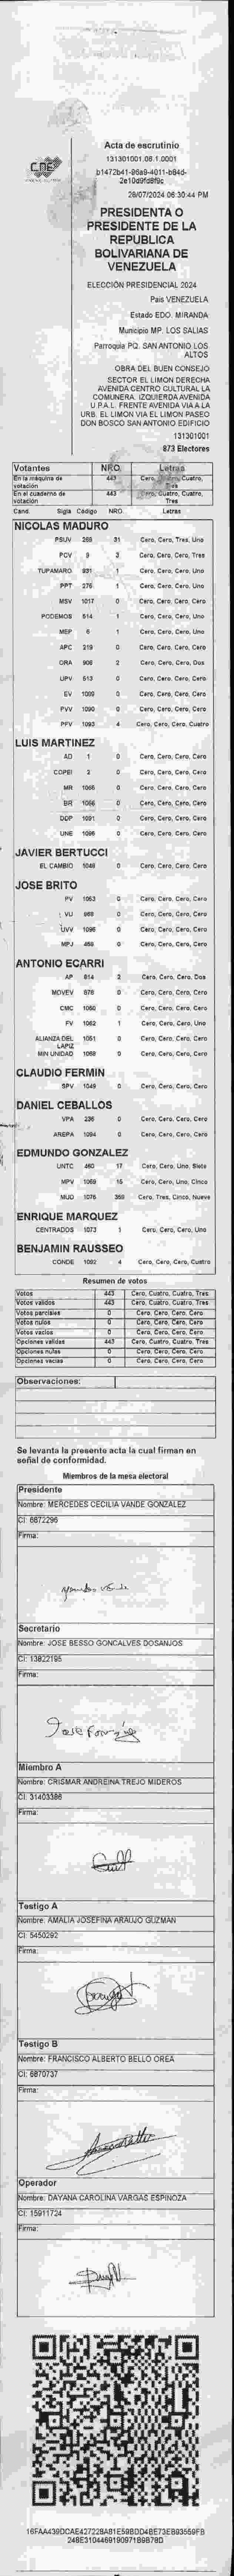 CNE
Acta de escrutinio
131301001.06.1.0001
b1472b41-96a9-4011-b84d-
2e10d9fd8f9c
28/07/2024 06:30:44 PM
PRESIDENTA O
PRESIDENTE DE LA
REPUBLICA
BOLIVARIANA DE
VENEZUELA
ELECCIÓN PRESIDENCIAL 2024
Pais VENEZUELA
Estado EDO. MIRANDA
Municipio MP. LOS SALIAS
Parroquia PQ. SAN ANTONIO LOS
ALTOS
OBRA DEL BUEN CONSEJO
SECTOR EL LIMON DERECHA
AVENIDA CENTRO CULTURAL LA
COMUNERA. IZQUIERDA AVENIDA
U.P.A.L. FRENTE AVENIDA VIA A LA
URB. EL LIMON VIA EL LIMON PASEO
DON BOSCO SAN ANTONIO EDIFICIO
131301001
873 Electores
Votantes NRO. Letras
En la máquina de votación 443 Cero, Cuatro, Cuatro, Tres
En el cuaderno de votación 443 Cero, Cuatro, Cuatro, Tres
Cand. Sigla Código NRO. Letras
NICOLAS MADURO
PSUV 269 31 Cero, Cero, Tres, Uno
PCV 9 3 Cero, Cero, Cero, Tres
TUPAMARO 931 1 Cero, Cero, Cero, Uno
PPT 275 1 Cero, Cero, Cero, Uno
MSV 1017 0 Cero, Cero, Cero, Cero
PODEMOS 514 1 Cero, Cero, Cero, Uno
MEP 6 1 Cero, Cero, Cero, Uno
APC 219 0 Cero, Cero, Cero, Cero
ORA 906 2 Cero, Cero, Cero, Dos
UPV 513 0 Cero, Cero, Cero, Cero
EV 1089 0 Cero, Cero, Cero, Cero
PVV 1090 0 Cero, Cero, Cero, Cero
PFV 1093 4 Cero, Cero, Cero, Cuatro
LUIS MARTINEZ
AD 1 0 Cero, Cero, Cero, Cero
COPEI 2 0 Cero, Cero, Cero, Cero
MR 1065 0 Cero, Cero, Cero, Cero
BR 1066 0 Cero, Cero, Cero, Cero
DDP 1091 0 Cero, Cero, Cero, Cero
UNE 1096 0 Cero, Cero, Cero, Cero
JAVIER BERTUCCI
EL CAMBIO 1048 0 Cero, Cero, Cero, Cero
JOSE BRITO
PV 1063 0 Cero, Cero, Cero, Cero
VU 968 0 Cero, Cero, Cero, Cero
UVV 1095 0 Cero, Cero, Cero, Cero
MPJ 458 0 Cero, Cero, Cero, Cero
ANTONIO ECARRI
AP 814 2 Cero, Cero, Cero, Dos
MOVEV 878 0 Cero, Cero, Cero, Cero
CMC 1050 0 Cero, Cero, Cero, Cero
FV 1062 1 Cero, Cero, Cero, Uno
ALIANZA DEL LAPIZ 1051 0 Cero, Cero, Cero, Cero
MIN UNIDAD 1068 0 Cero, Cero, Cero, Cero
CLAUDIO FERMIN
SPV 1049 0 Cero, Cero, Cero, Cero
DANIEL CEBALLOS
VPA 236 0 Cero, Cero, Cero, Cero
AREPA 1094 0 Cero, Cero, Cero, Cero
EDMUNDO GONZALEZ
UNTC 460 17 Cero, Cero, Uno, Siete
MPV 1069 15 Cero, Cero, Uno, Cinco
MUD 1076 359 Cero, Tres, Cinco, Nueve
ENRIQUE MARQUEZ
CENTRADOS 1073 1 Cero, Cero, Cero, Uno
BENJAMIN RAUSSEO
CONDE 1092 4 Cero, Cero, Cero, Cuatro
Resumen de votos
Votos 443 Cero, Cuatro, Cuatro, Tres
Votos validos 443 Cero, Cuatro, Cuatro, Tres
Votos parciales 0 Cero, Cero, Cero, Cero
Votos nulos 0 Cero, Cero, Cero, Cero
Votos vacios 0 Cero, Cero, Cero, Cero
Opciones validas 443 Cero, Cuatro, Cuatro, Tres
Opciones nulas 0 Cero, Cero, Cero, Cero
Opciones vacias 0 Cero, Cero, Cero, Cero
Observaciones:
Se levanta la presente acta la cual firman en
señal de conformidad.
Miembros de la mesa electoral
Presidente
Nombre: MERCEDES CECILIA VANDE GONZALEZ
CI: 6872296
Firma:
Secretario
Nombre: JOSE BESSO GONCALVES DOSANJOS
CI: 13822195
Firma:
Miembro A
Nombre: CRISMAR ANDREINA TREJO MIDEROS
CI: 31403386
Firma:
Testigo A
Nombre: AMALIA JOSEFINA ARAUJO GUZMAN
CI: 5450292
Firma:
Testigo B
Nombre: FRANCISCO ALBERTO BELLO OREA
CI: 6870737
Firma:
Operador
Nombre: DAYANA CAROLINA VARGAS ESPINOZA
CI: 15911724
Firma:
16FAA439DCAE427228A81E59BDD4BE73EB03559FB
248E3104469190971B9B78D